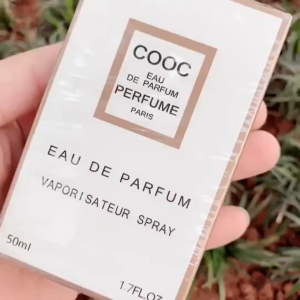 COOC
EAU
DE PARFUM
PERFUME
PARIS
EAU DE PARFUM
VAPORISATEUR SPRAY
50ml
1.7FL.OZ